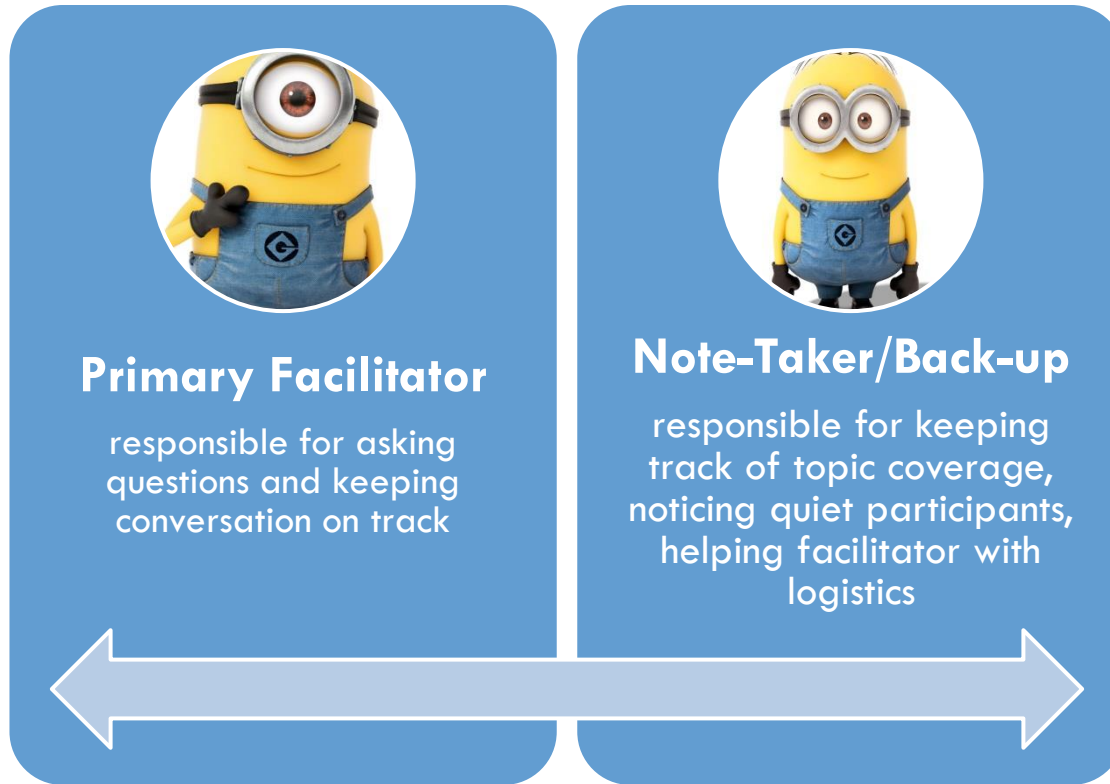 Primary Facilitator
responsible for asking
questions and keeping
conversation on track
Note-Taker/Back-up
responsible for keeping
track of topic coverage,
noticing quiet participants,
helping facilitator with
logistics